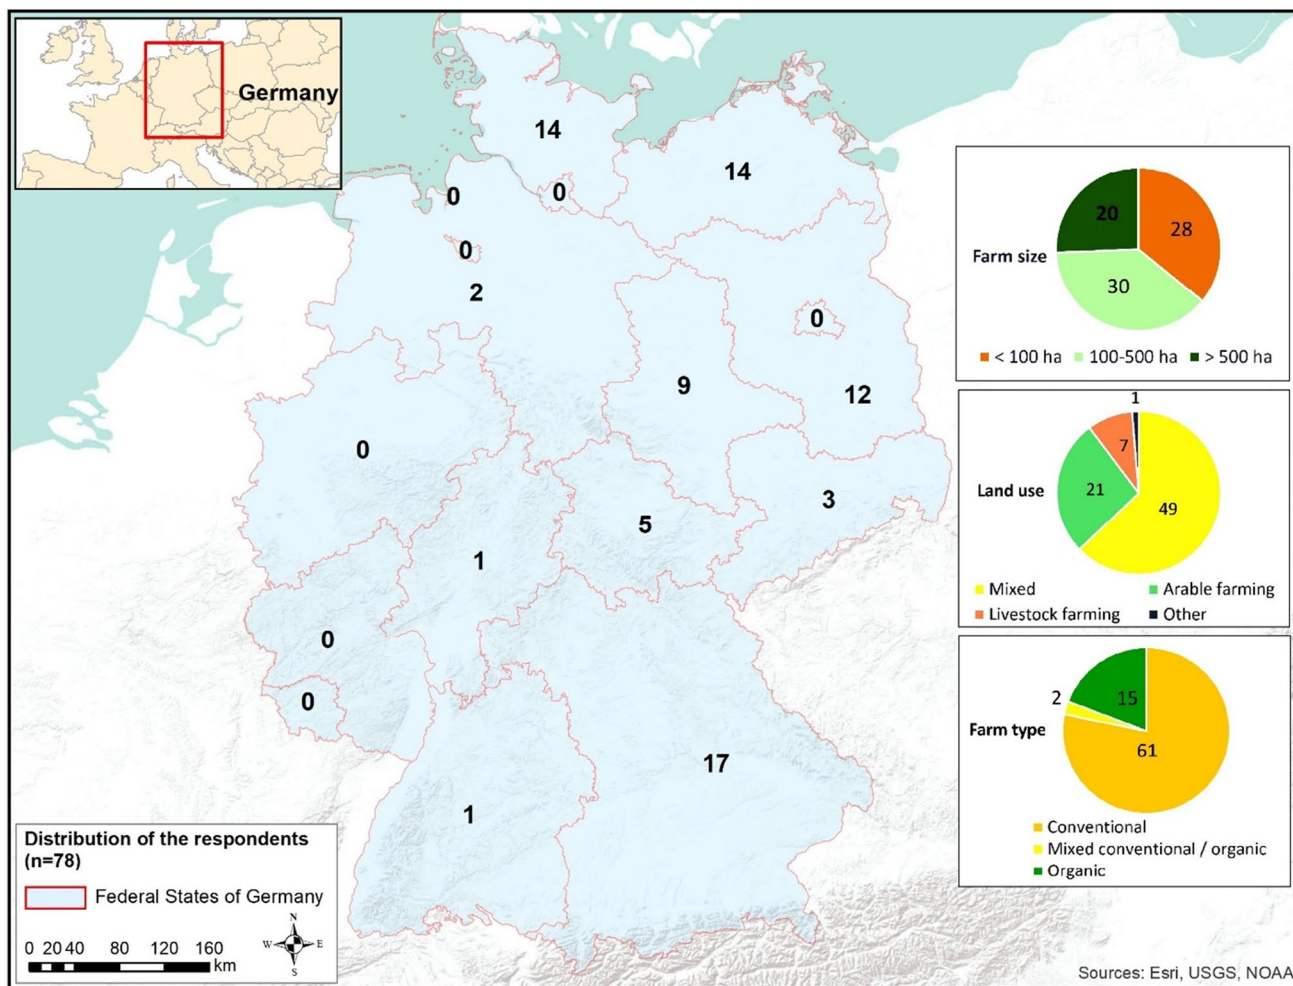 Germany
14
14
0
0
0
2
0
9
12
0
3
5
1
0
0
17
1
Farm size
20
28
30
< 100 ha 100-500 ha > 500 ha
1
7
Land use
21
49
Mixed Arable farming
Livestock farming Other
2
15
Farm type
61
Conventional
Mixed conventional / organic
Organic
Distribution of the respondents
(n=78)
Federal States of Germany
N
W E
S
0 20 40 80 120 160
km
Sources: Esri, USGS, NOAA